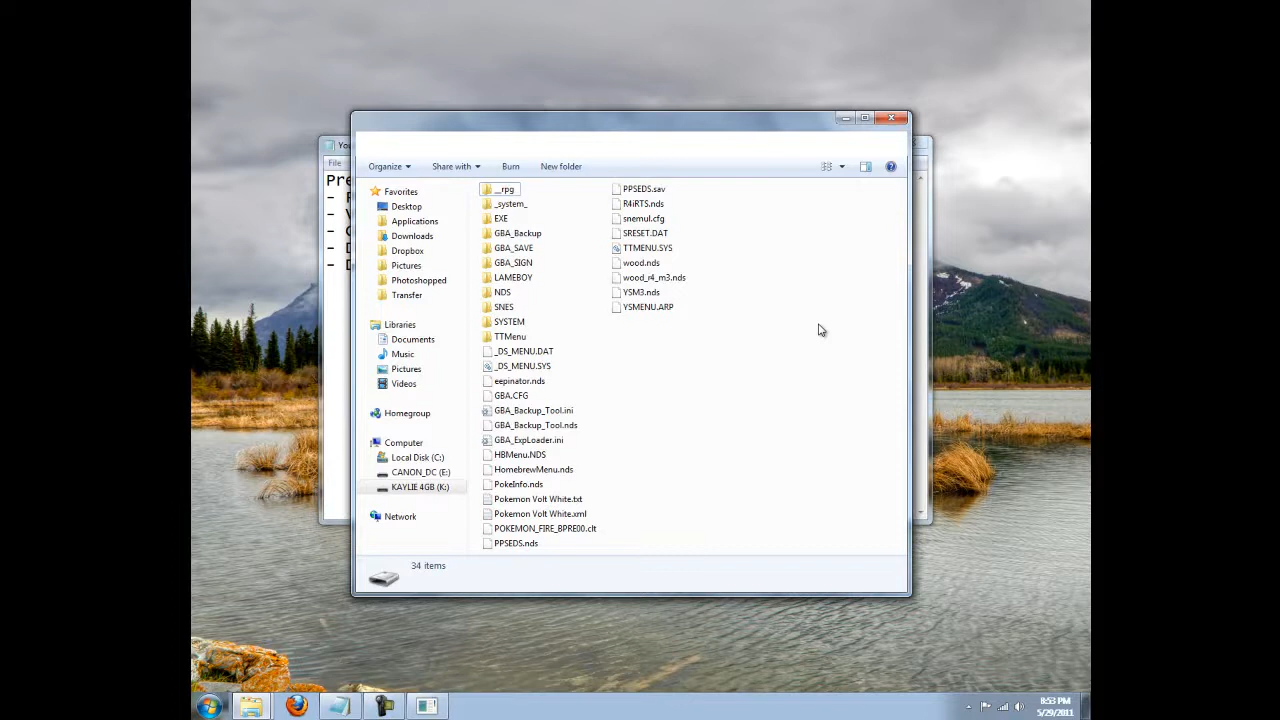 You
File
Pre
- F
- V
- C
- D
- D
Organize
Share with
Burn
New folder
Favorites
Desktop
Applications
Downloads
Dropbox
Pictures
Photoshopped
Transfer
Libraries
Documents
Music
Pictures
Videos
Homegroup
Computer
Local Disk (C:)
CANON_DC (E:)
KAYLIE 4GB (K:)
Network
__rpg
_system_
EXE
GBA_Backup
GBA_SAVE
GBA_SIGN
LAMEBOY
NDS
SNES
SYSTEM
TTMenu
_DS_MENU.DAT
_DS_MENU.SYS
eepinator.nds
GBA.CFG
GBA_Backup_Tool.ini
GBA_Backup_Tool.nds
GBA_ExpLoader.ini
HBMenu.NDS
HomebrewMenu.nds
PokeInfo.nds
Pokemon Volt White.txt
Pokemon Volt White.xml
POKEMON_FIRE_BPRE00.clt
PPSEDS.nds
PPSEDS.sav
R4iRTS.nds
snemul.cfg
SRESET.DAT
TTMENU.SYS
wood.nds
wood_r4_m3.nds
YSM3.nds
YSMENU.ARP
34 items
8:53 PM
5/29/2011